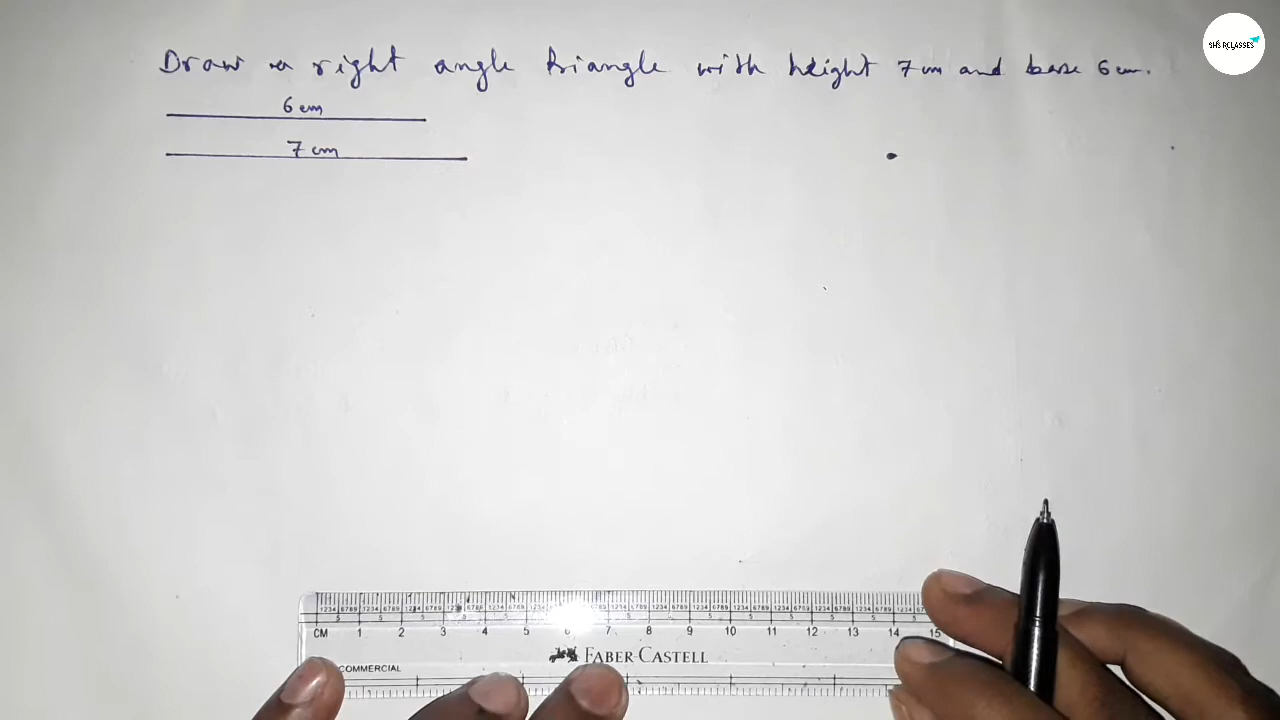 Draw a right angle triangle with height 7 cm and base 6 cm.
6 cm
7 cm
SHSRCLASSES
CM 1 2 3 4 5 6 7 8 9 10 11 12 13 14 15
FABER-CASTELL
COMMERCIAL